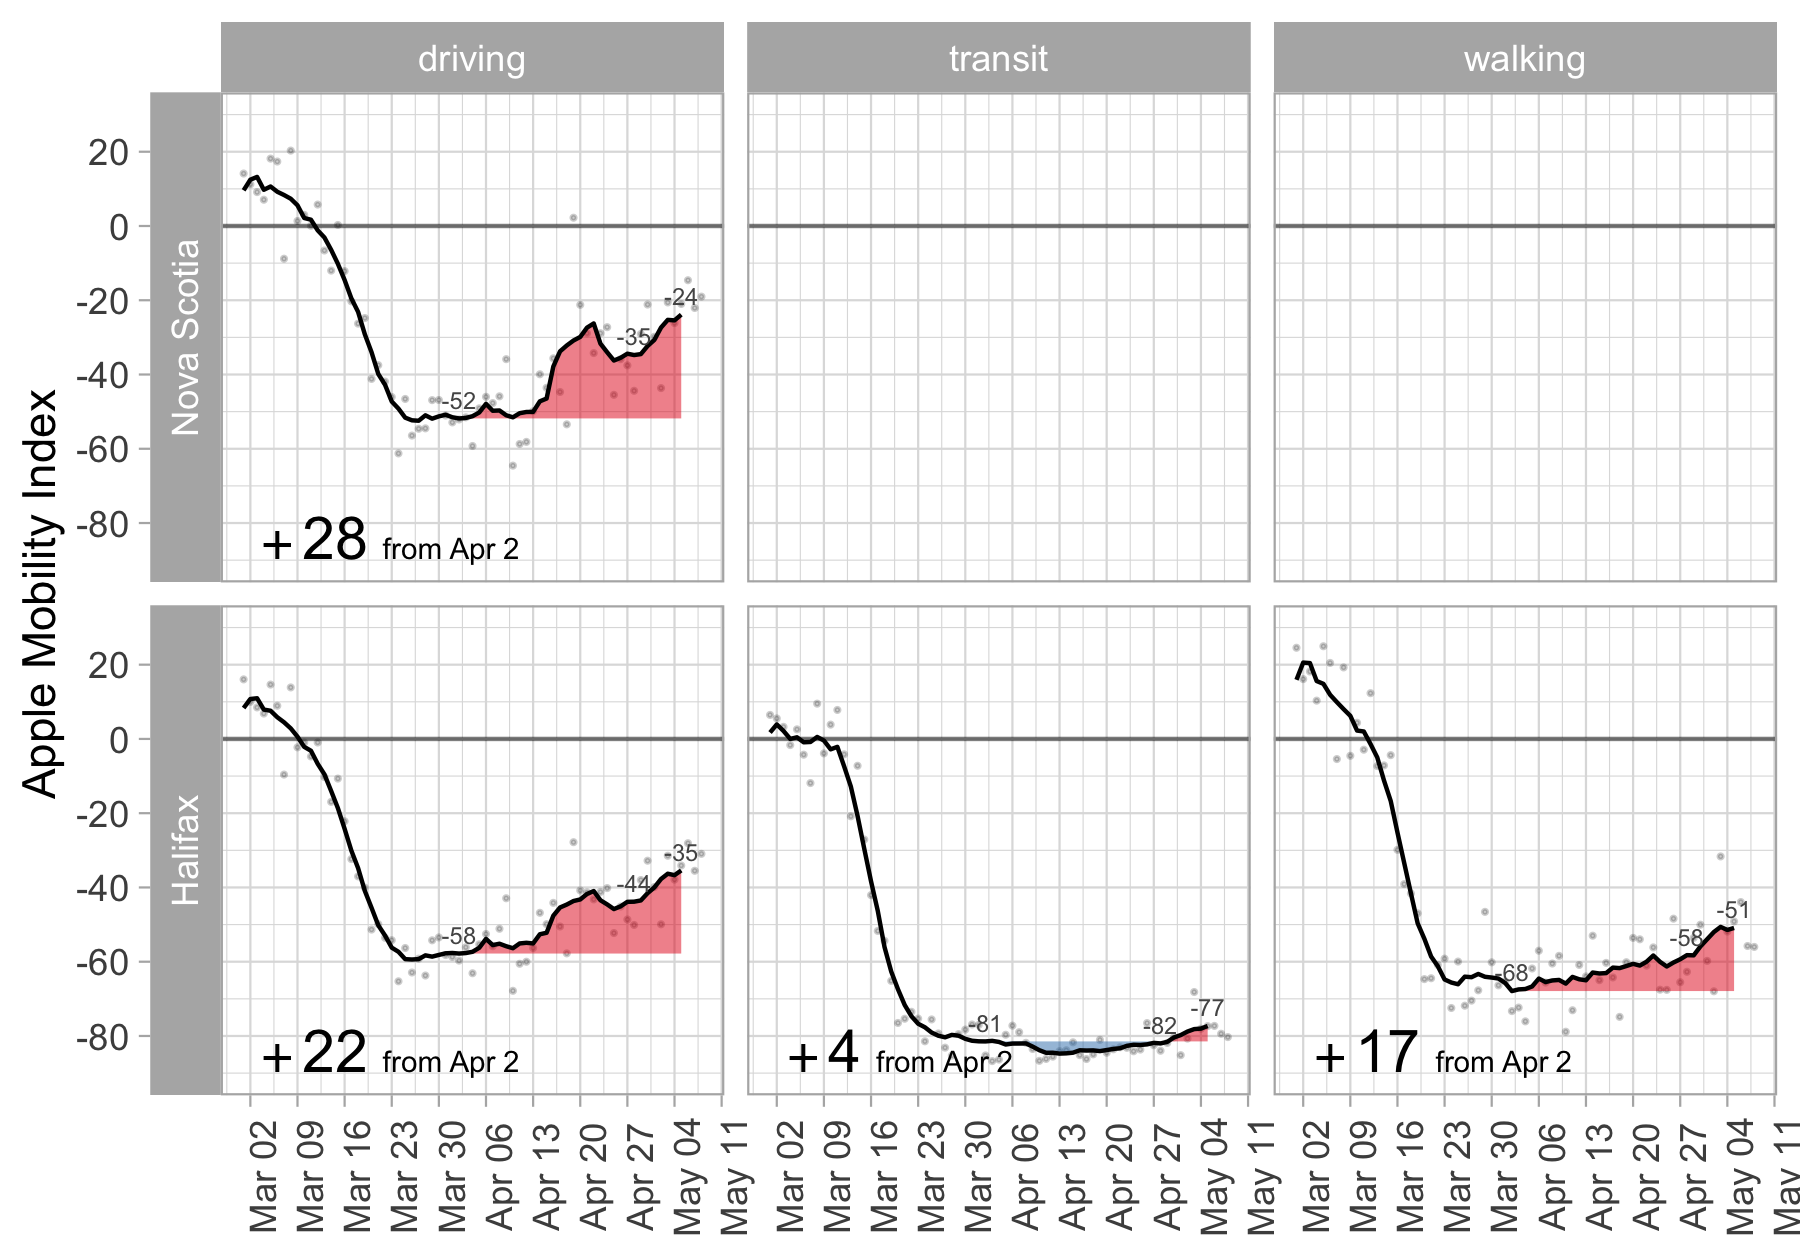 driving
transit
walking
Apple Mobility Index
Nova Scotia
20
0
-20
-40
-60
-80
-52
-35
-24
+28 from Apr 2
Halifax
20
0
-20
-40
-60
-80
-58
-44
-35
+22 from Apr 2
-81
-82
-77
+4 from Apr 2
-68
-58
-51
+17 from Apr 2
Mar 02
Mar 09
Mar 16
Mar 23
Mar 30
Apr 06
Apr 13
Apr 20
Apr 27
May 04
May 11
Mar 02
Mar 09
Mar 16
Mar 23
Mar 30
Apr 06
Apr 13
Apr 20
Apr 27
May 04
May 11
Mar 02
Mar 09
Mar 16
Mar 23
Mar 30
Apr 06
Apr 13
Apr 20
Apr 27
May 04
May 11